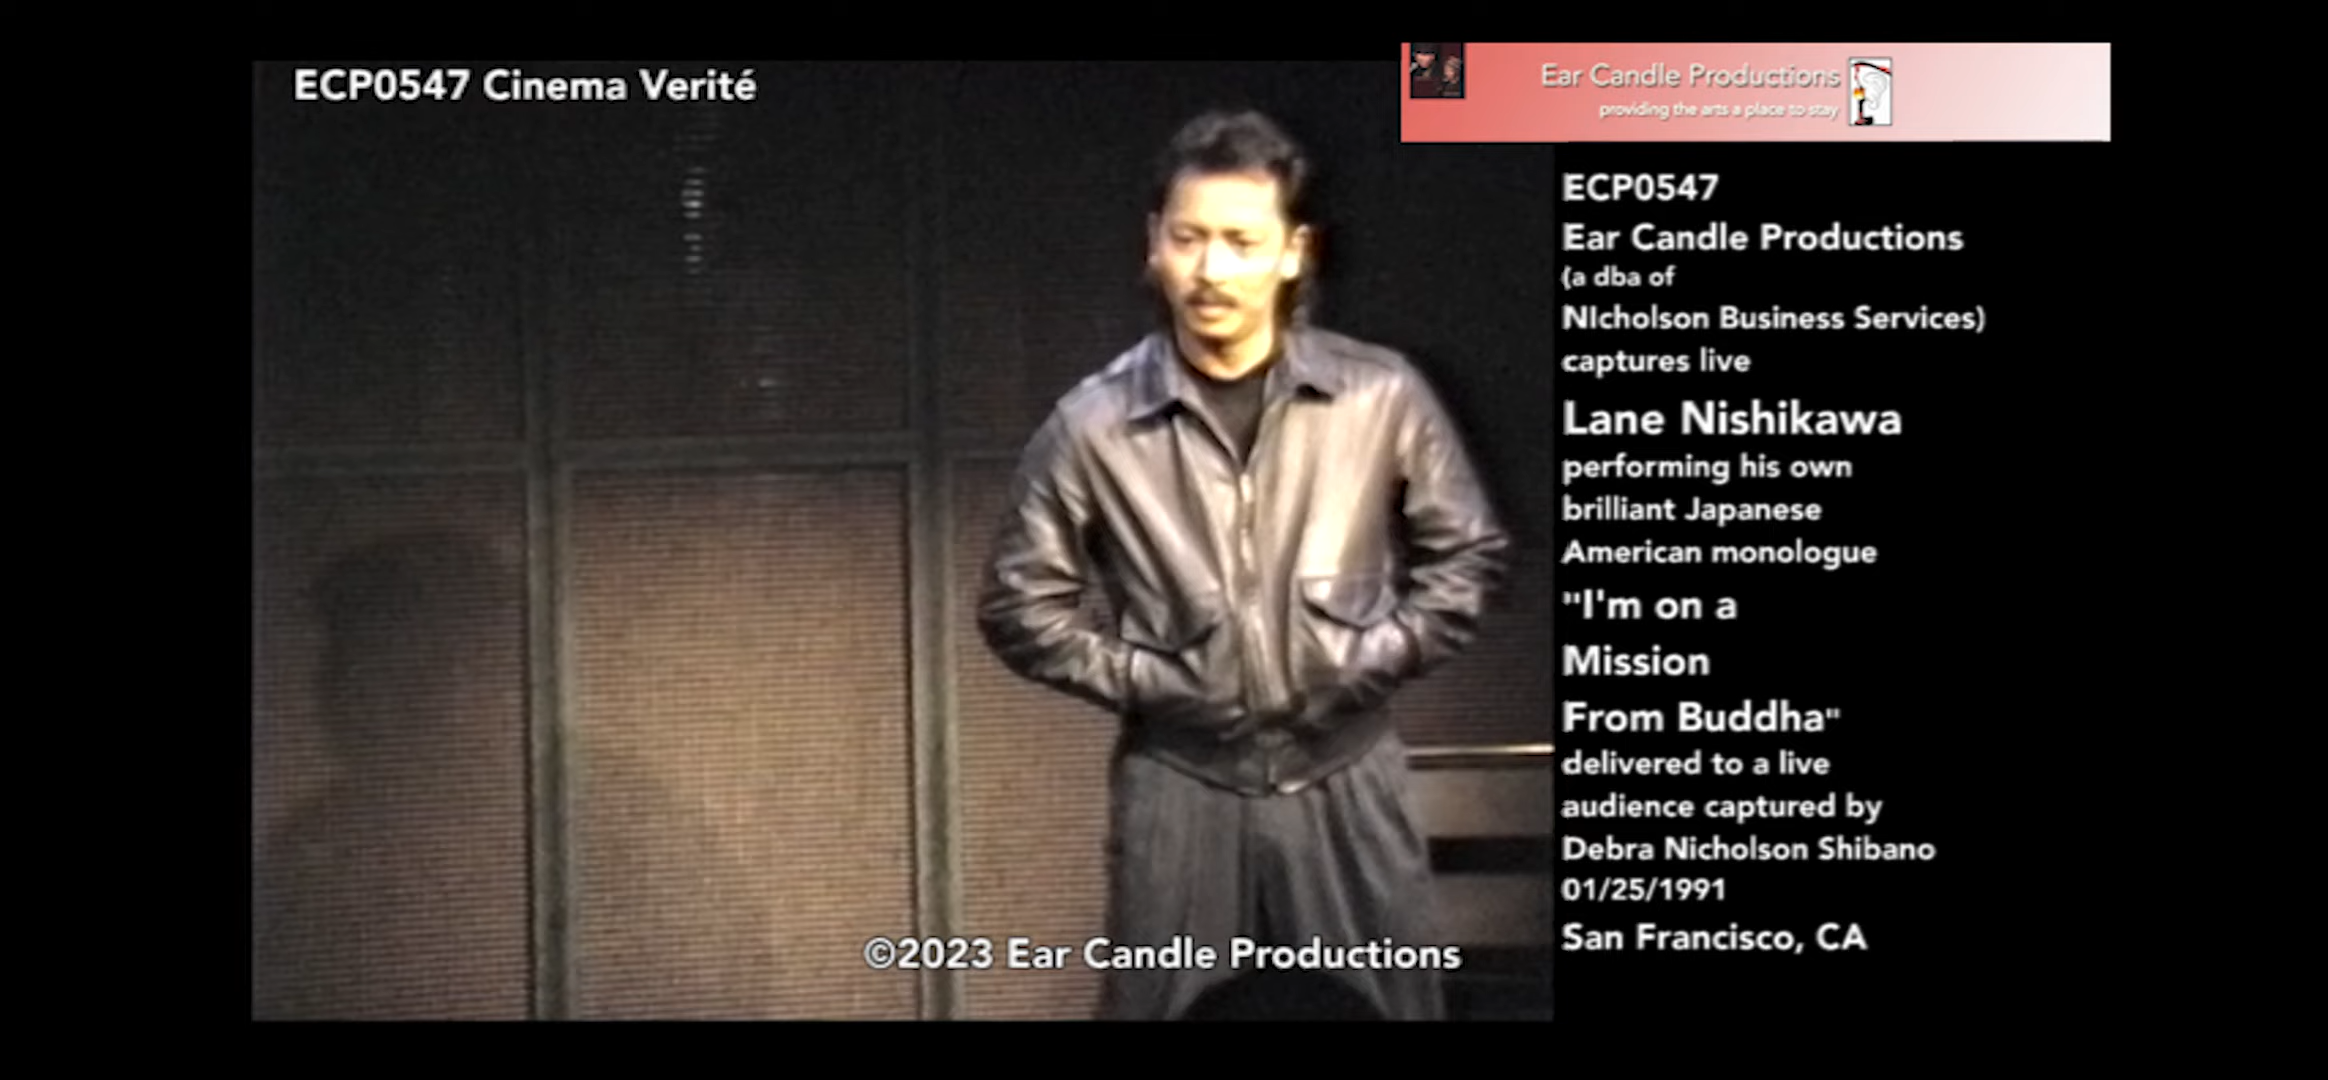 ECP0547 Cinema Verité
Ear Candle Productions
providing the arts a place to stay
ECP0547
Ear Candle Productions
(a dba of
NIcholson Business Services)
captures live
Lane Nishikawa
performing his own
brilliant Japanese
American monologue
"I'm on a
Mission
From Buddha"
delivered to a live
audience captured by
Debra Nicholson Shibano
01/25/1991
San Francisco, CA
©2023 Ear Candle Productions